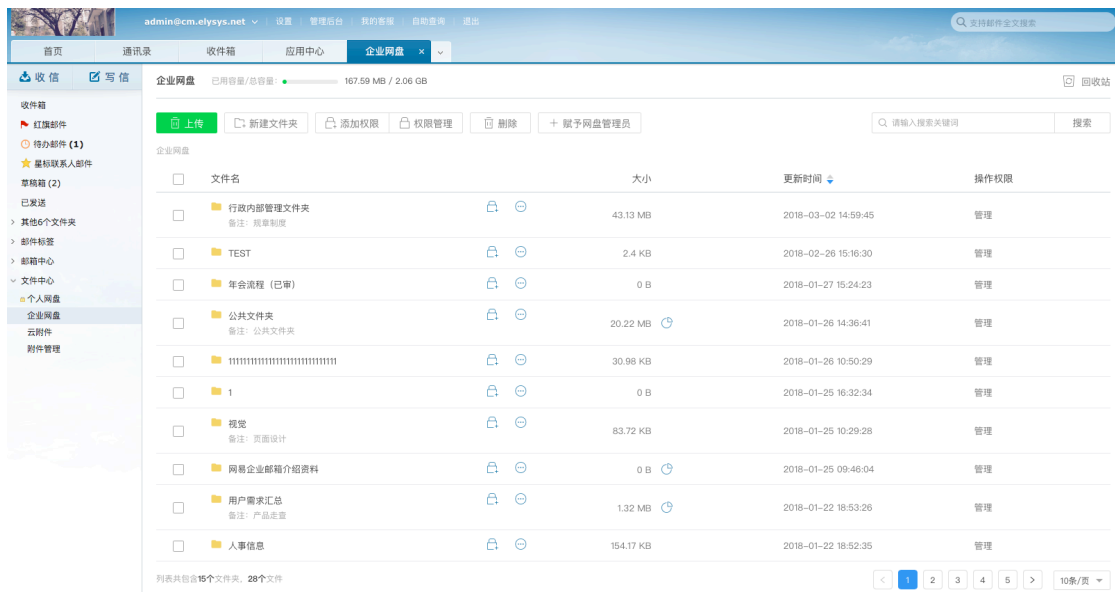 admin@cm.elysys.net 设置 管理后台 我的客服 自助查询 退出 支持邮件全文搜索
首页 通讯录 收件箱 应用中心 企业网盘 ×
收信 写信 企业网盘 已用容量/总容量: 167.59 MB / 2.06 GB 回收站
收件箱
红旗邮件
待办邮件 (1)
星标联系人邮件
草稿箱 (2)
已发送
其他6个文件夹
邮件标签
邮箱中心
文件中心
个人网盘
企业网盘
云附件
附件管理
上传 新建文件夹 添加权限 权限管理 删除 + 赋予网盘管理员 请输入搜索关键词 搜索
企业网盘
文件名 大小 更新时间 操作权限
行政内部管理文件夹 43.13 MB 2018-03-02 14:59:45 管理
备注: 规章制度
TEST 2.4 KB 2018-02-26 15:16:30 管理
年会流程 (已审) 0 B 2018-01-27 15:24:23 管理
公共文件夹 20.22 MB 2018-01-26 14:36:41 管理
备注: 公共文件夹
11111111111111111111111111111111 30.98 KB 2018-01-26 10:50:29 管理
1 0 B 2018-01-25 16:32:34 管理
视觉 83.72 KB 2018-01-25 10:29:28 管理
备注: 页面设计
网易企业邮箱介绍资料 0 B 2018-01-25 09:46:04 管理
用户需求汇总 1.32 MB 2018-01-22 18:53:26 管理
备注: 产品走查
人事信息 154.17 KB 2018-01-22 18:52:35 管理
列表共包含15个文件夹, 28个文件 < 1 2 3 4 5 > 10条/页